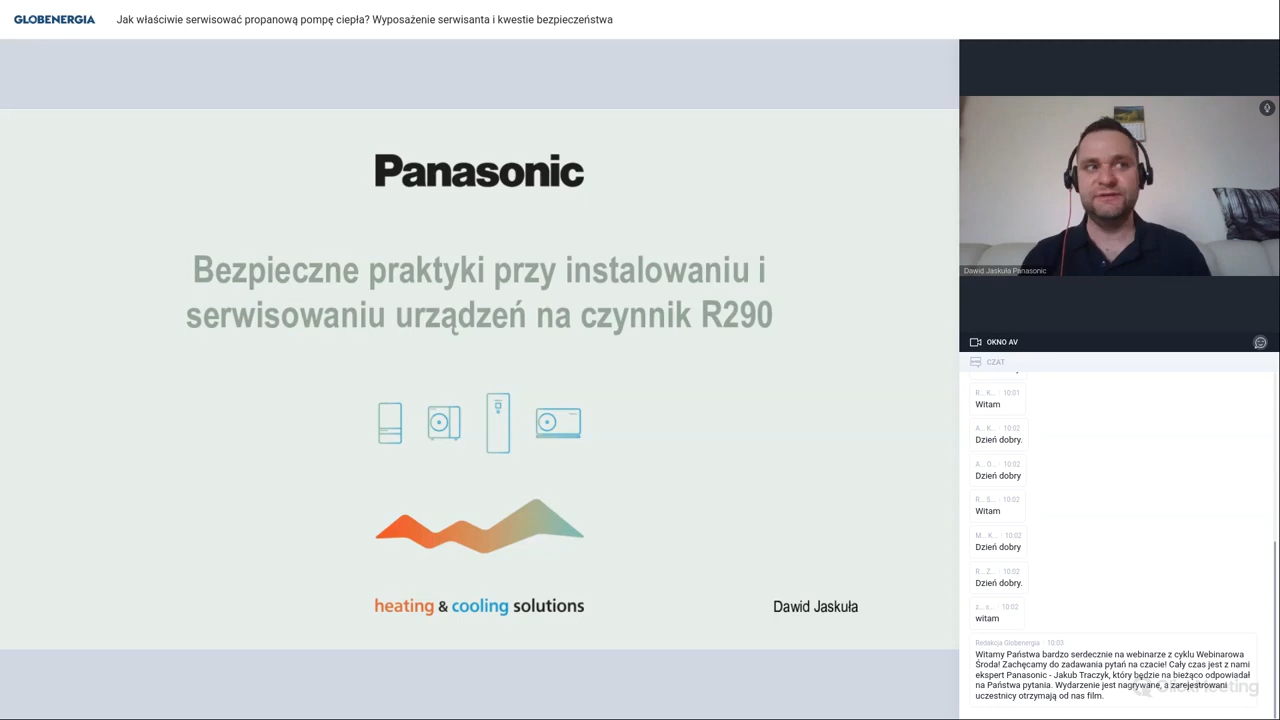 GLOBENERGIA
Jak właściwie serwisować propanową pompę ciepła? Wyposażenie serwisanta i kwestie bezpieczeństwa
Panasonic
Bezpieczne praktyki przy instalowaniu i
serwisowaniu urządzeń na czynnik R290
heating & cooling solutions
Dawid Jaskuła
Dawid Jaskuła Panasonic
OKNO AV
CZAT
R... K... 10:01
Witam
A... K... 10:02
Dzień dobry.
A... O... 10:02
Dzień dobry
R... S... 10:02
Witam
M... K... 10:02
Dzień dobry
R... Z... 10:02
Dzień dobry.
z... s... 10:02
witam
Redakcja Globenergia 10:03
Witamy Państwa bardzo serdecznie na webinarze z cyklu Webinarowa
Środa! Zachęcamy do zadawania pytań na czacie! Cały czas jest z nami
ekspert Panasonic - Jakub Traczyk, który będzie na bieżąco odpowiadał
na Państwa pytania. Wydarzenie jest nagrywane, a zarejestrowani
uczestnicy otrzymają od nas film.
ClickMeeting